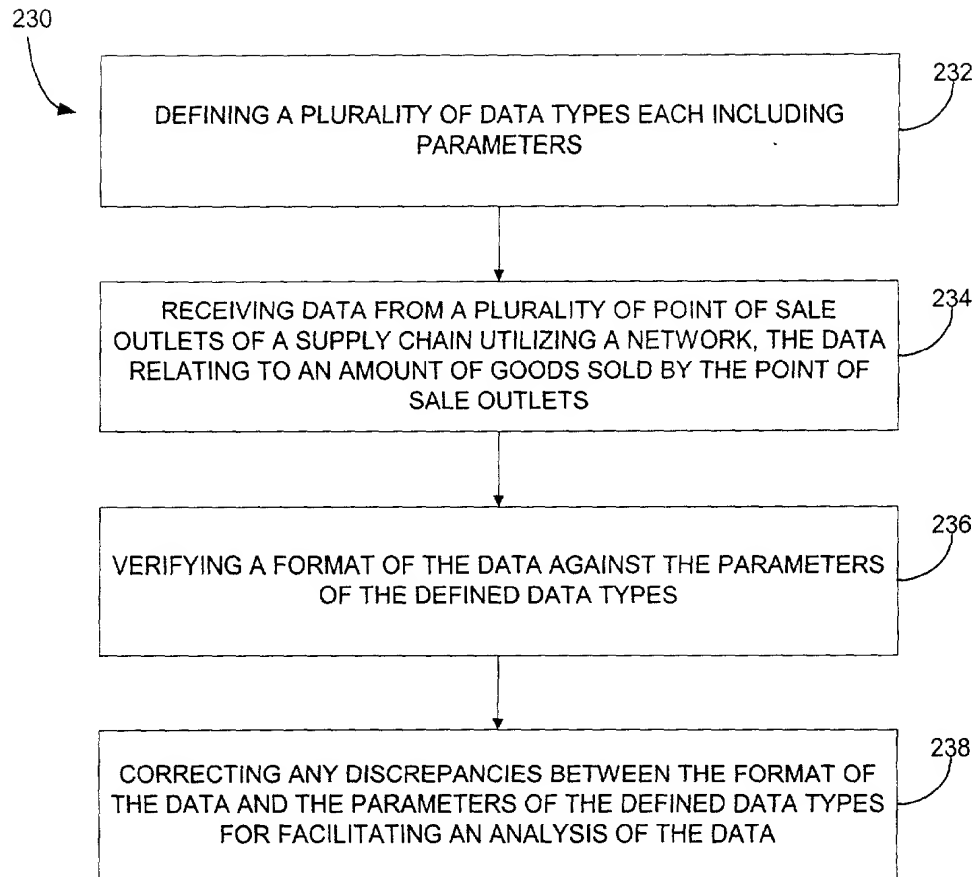 230
232
DEFINING A PLURALITY OF DATA TYPES EACH INCLUDING
PARAMETERS
234
RECEIVING DATA FROM A PLURALITY OF POINT OF SALE
OUTLETS OF A SUPPLY CHAIN UTILIZING A NETWORK, THE DATA
RELATING TO AN AMOUNT OF GOODS SOLD BY THE POINT OF
SALE OUTLETS
236
VERIFYING A FORMAT OF THE DATA AGAINST THE PARAMETERS
OF THE DEFINED DATA TYPES
238
CORRECTING ANY DISCREPANCIES BETWEEN THE FORMAT OF
THE DATA AND THE PARAMETERS OF THE DEFINED DATA TYPES
FOR FACILITATING AN ANALYSIS OF THE DATA